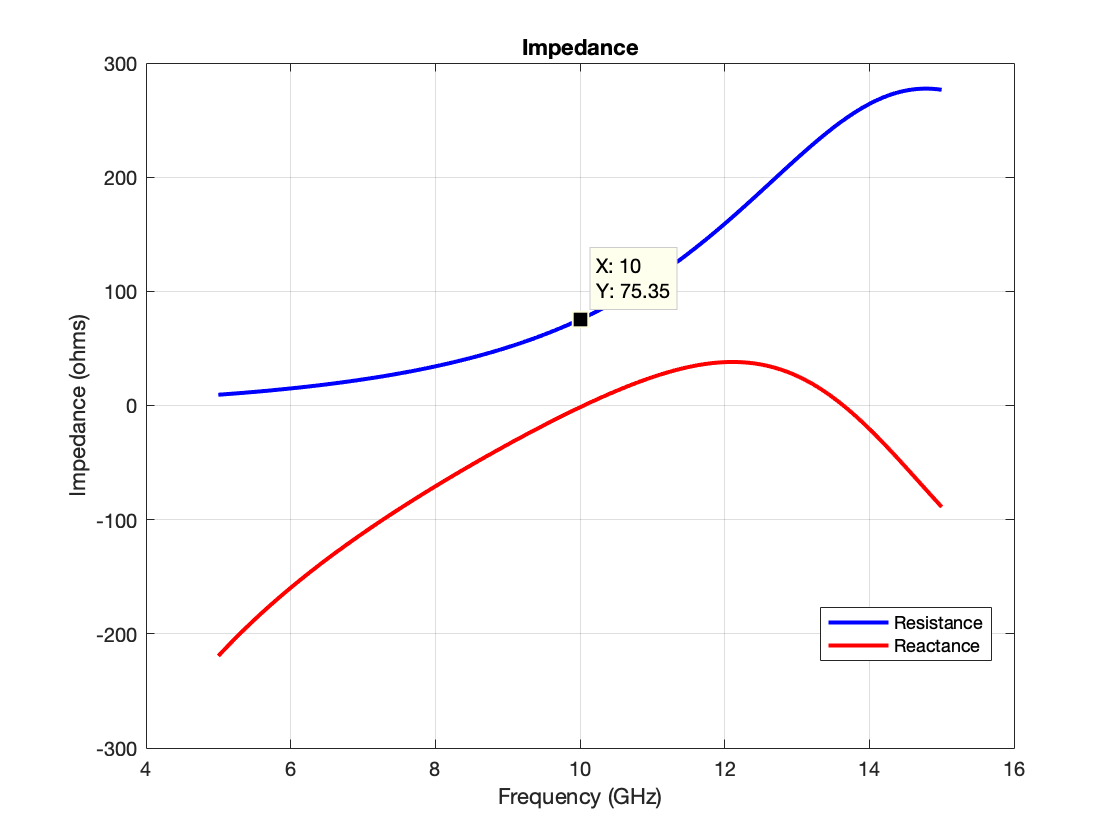 Impedance
300
200
100
0
-100
-200
-300
Impedance (ohms)
X: 10
Y: 75.35
Resistance
Reactance
4
6
8
10
12
14
16
Frequency (GHz)